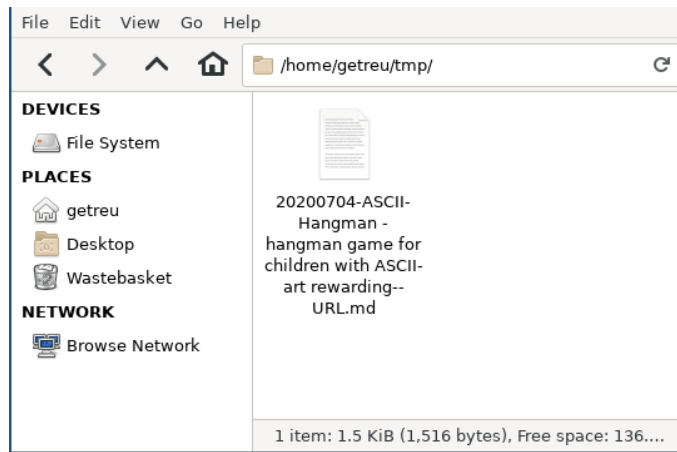 File Edit View Go Help
/home/getreu/tmp/
DEVICES
File System
PLACES
getreu
Desktop
Wastebasket
NETWORK
Browse Network
20200704-ASCII-
Hangman -
hangman game for
children with ASCII-
art rewarding--
URL.md
1 item: 1.5 KiB (1,516 bytes), Free space: 136....